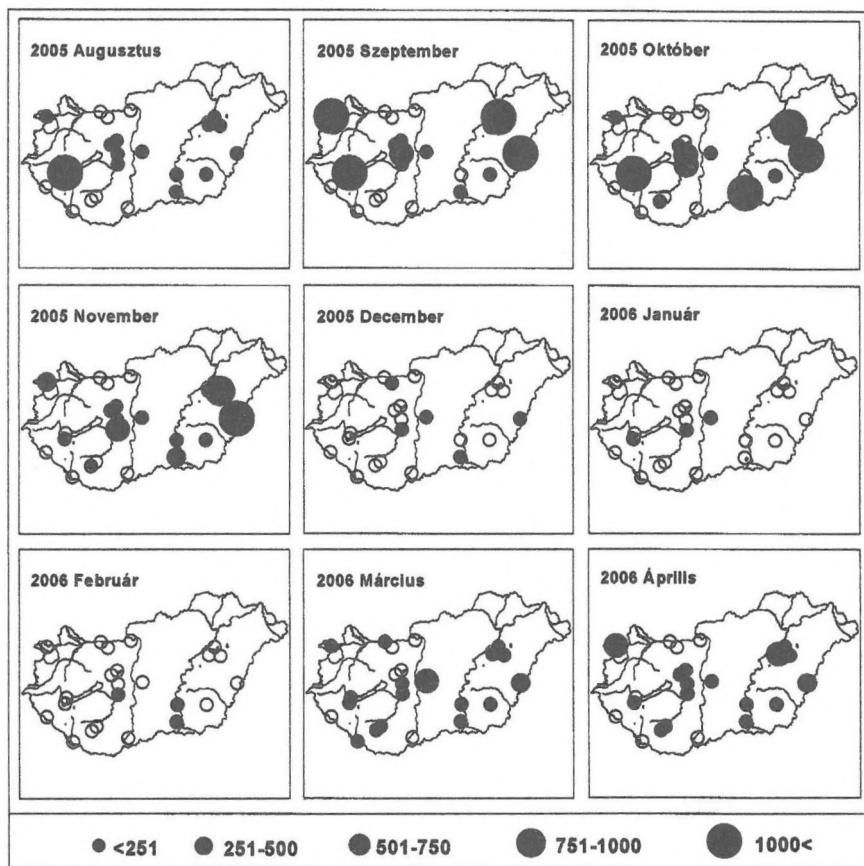 2005 Augusztus
2005 Szeptember
2005 Október
2005 November
2005 December
2006 Január
2006 Február
2006 Március
2006 Április
<251
251-500
501-750
751-1000
1000<